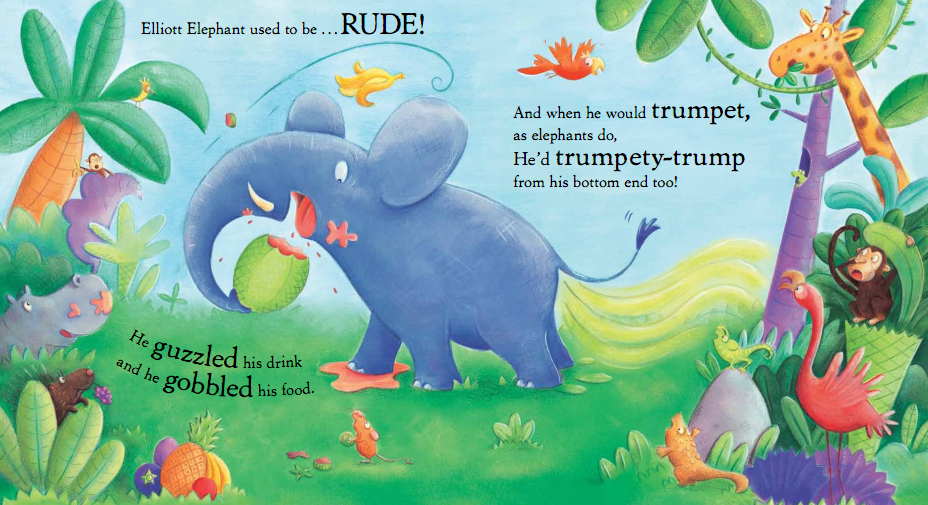 Elliott Elephant used to be ... RUDE!
He guzzled his drink
and he gobbled his food.
And when he would trumpet,
as elephants do,
He'd trumpety-trump
from his bottom end too!